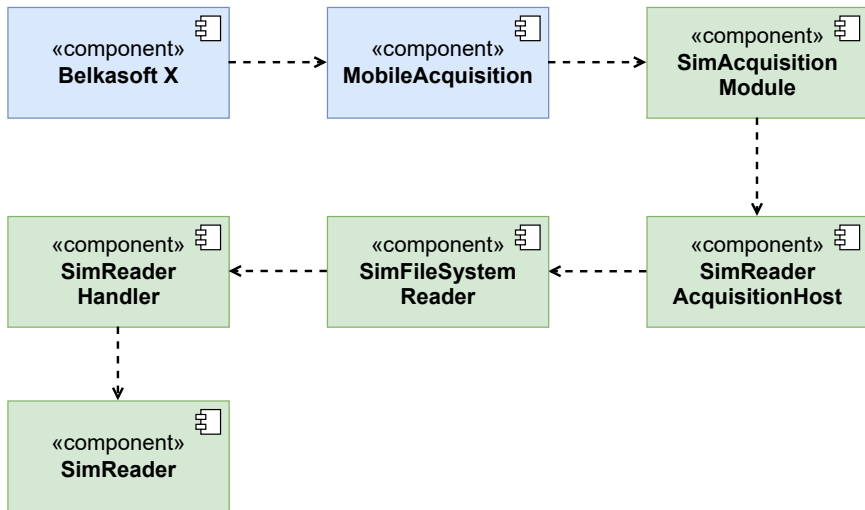 «component»
Belkasoft X
«component»
MobileAcquisition
«component»
SimAcquisition
Module
«component»
SimReader
Handler
«component»
SimFileSystem
Reader
«component»
SimReader
AcquisitionHost
«component»
SimReader